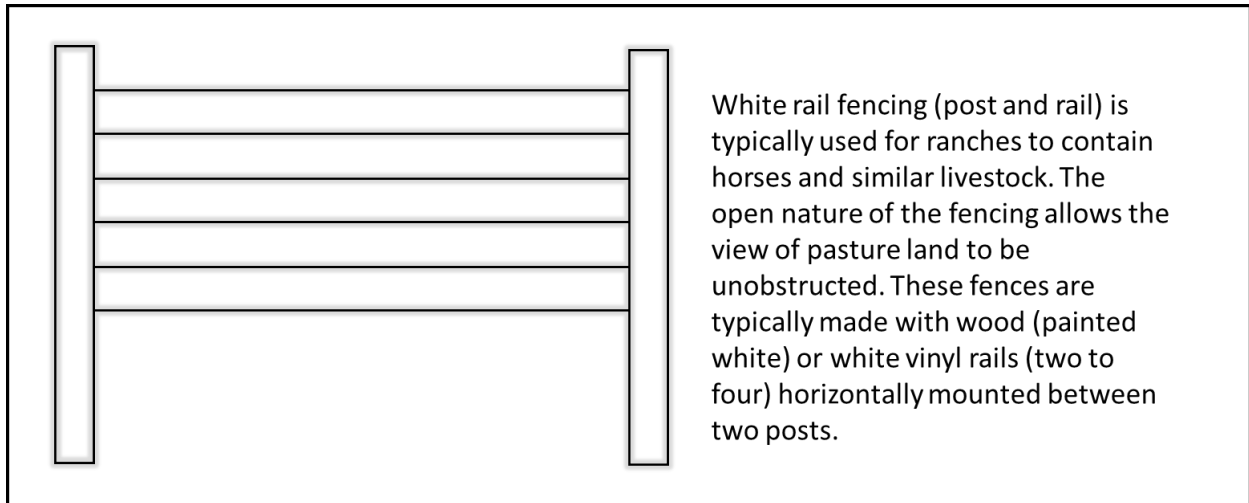 White rail fencing (post and rail) is
typically used for ranches to contain
horses and similar livestock. The
open nature of the fencing allows the
view of pasture land to be
unobstructed. These fences are
typically made with wood (painted
white) or white vinyl rails (two to
four) horizontally mounted between
two posts.